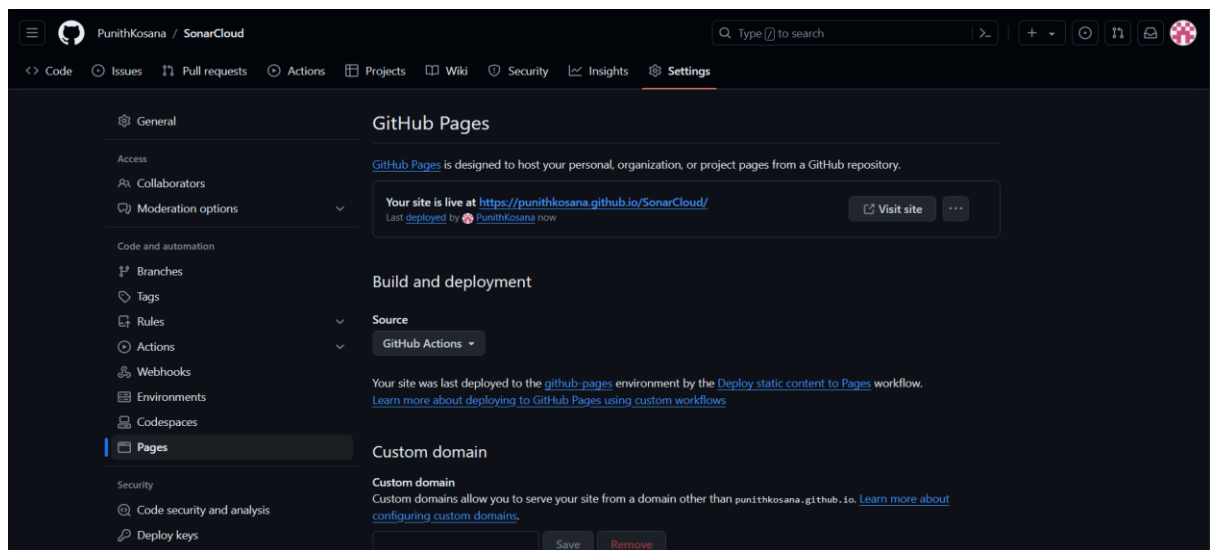 PunithKosana / SonarCloud
Type / to search
Code Issues Pull requests Actions Projects Wiki Security Insights Settings
General
Access
Collaborators
Moderation options
Code and automation
Branches
Tags
Rules
Actions
Webhooks
Environments
Codespaces
Pages
Security
Code security and analysis
Deploy keys
GitHub Pages
GitHub Pages is designed to host your personal, organization, or project pages from a GitHub repository.
Your site is live at https://punithkosana.github.io/SonarCloud/
Last deployed by PunithKosana now
Visit site
Build and deployment
Source
GitHub Actions
Your site was last deployed to the github-pages environment by the Deploy static content to Pages workflow.
Learn more about deploying to GitHub Pages using custom workflows
Custom domain
Custom domain
Custom domains allow you to serve your site from a domain other than punithkosana.github.io. Learn more about
configuring custom domains.
Save Remove